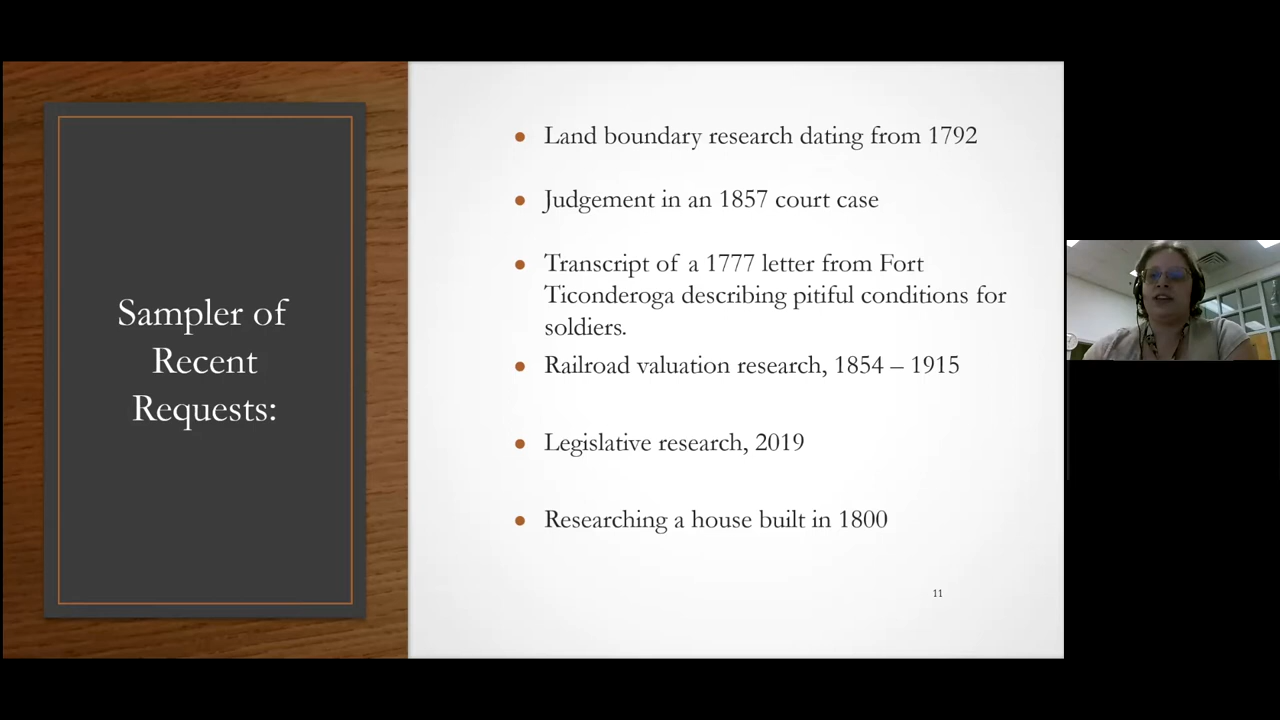 Sampler of
Recent
Requests:
● Land boundary research dating from 1792
● Judgement in an 1857 court case
● Transcript of a 1777 letter from Fort
Ticonderoga describing pitiful conditions for
soldiers.
● Railroad valuation research, 1854 – 1915
● Legislative research, 2019
● Researching a house built in 1800
11